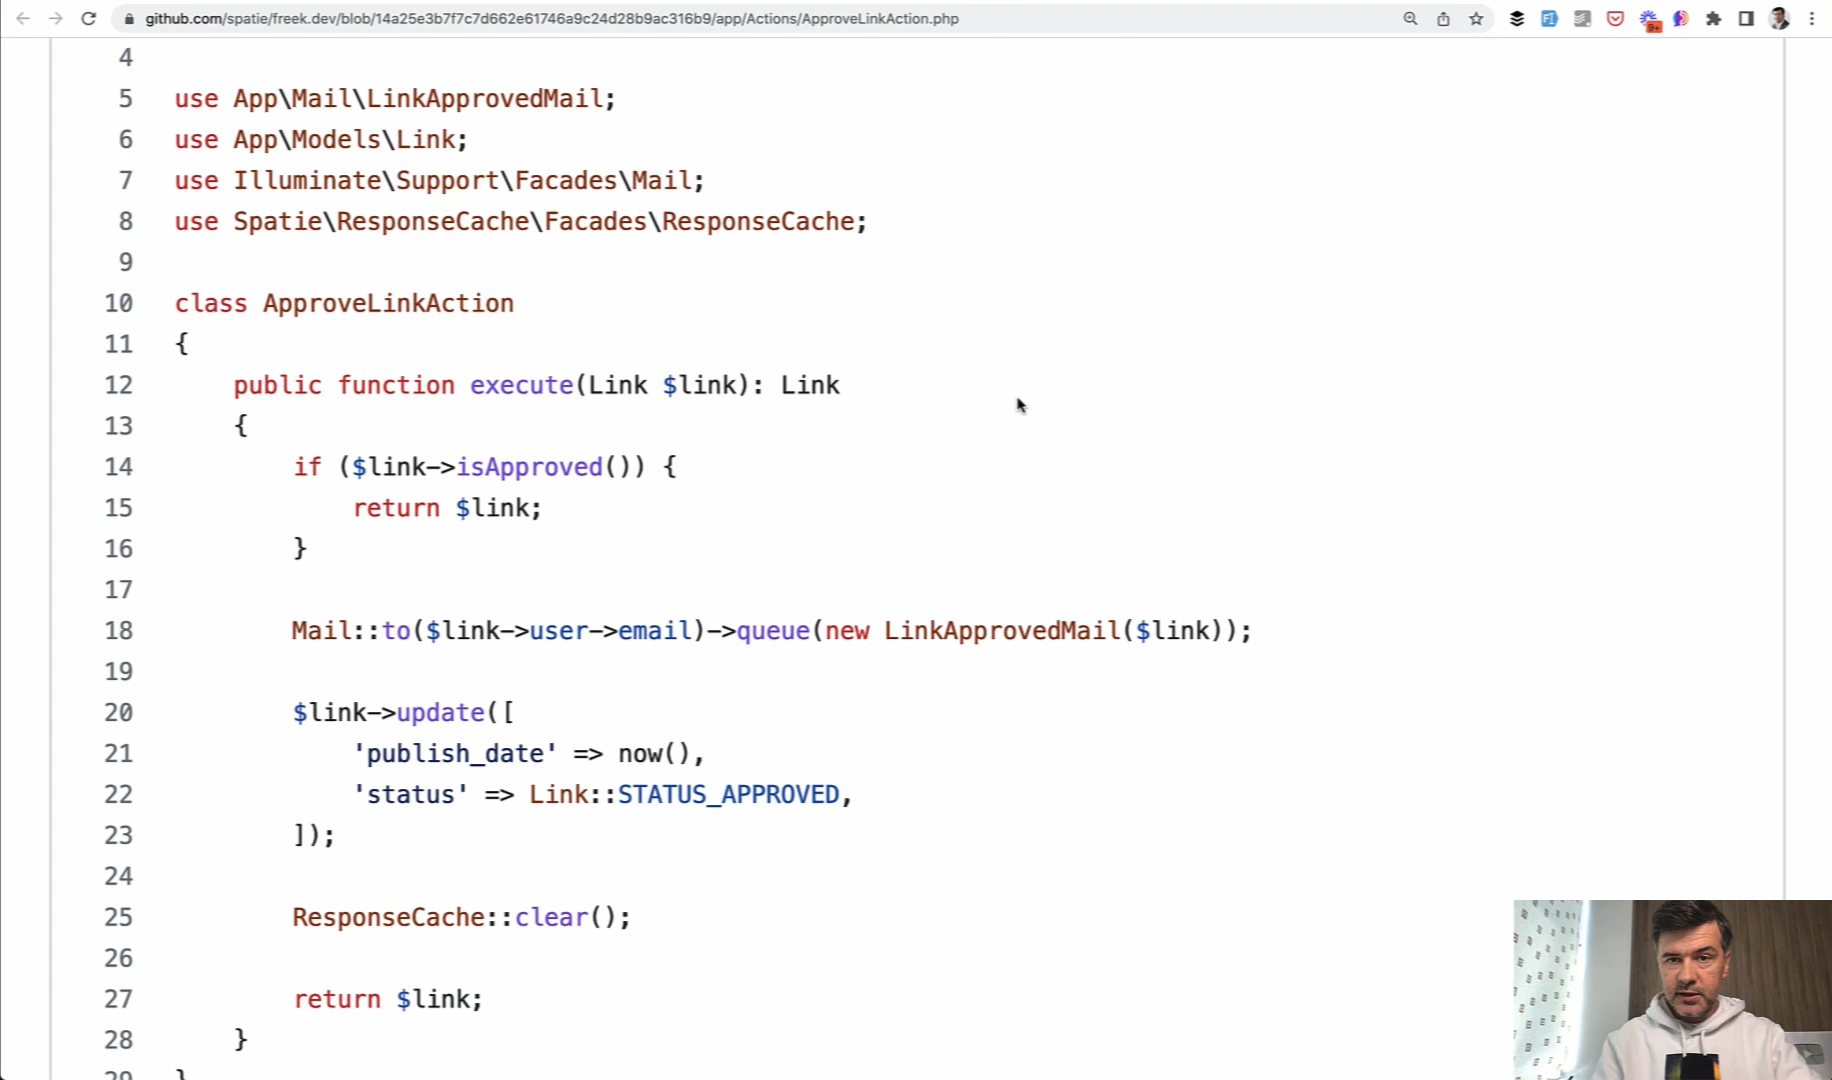 github.com/spatie/freek.dev/blob/14a25e3b7f7c7d662e61746a9c24d28b9ac316b9/app/Actions/ApproveLinkAction.php
9+
4
5 use App\Mail\LinkApprovedMail;
6 use App\Models\Link;
7 use Illuminate\Support\Facades\Mail;
8 use Spatie\ResponseCache\Facades\ResponseCache;
9
10 class ApproveLinkAction
11 {
12 public function execute(Link $link): Link
13 {
14 if ($link->isApproved()) {
15 return $link;
16 }
17
18 Mail::to($link->user->email)->queue(new LinkApprovedMail($link));
19
20 $link->update([
21 'publish_date' => now(),
22 'status' => Link::STATUS_APPROVED,
23 ]);
24
25 ResponseCache::clear();
26
27 return $link;
28 }
29 }